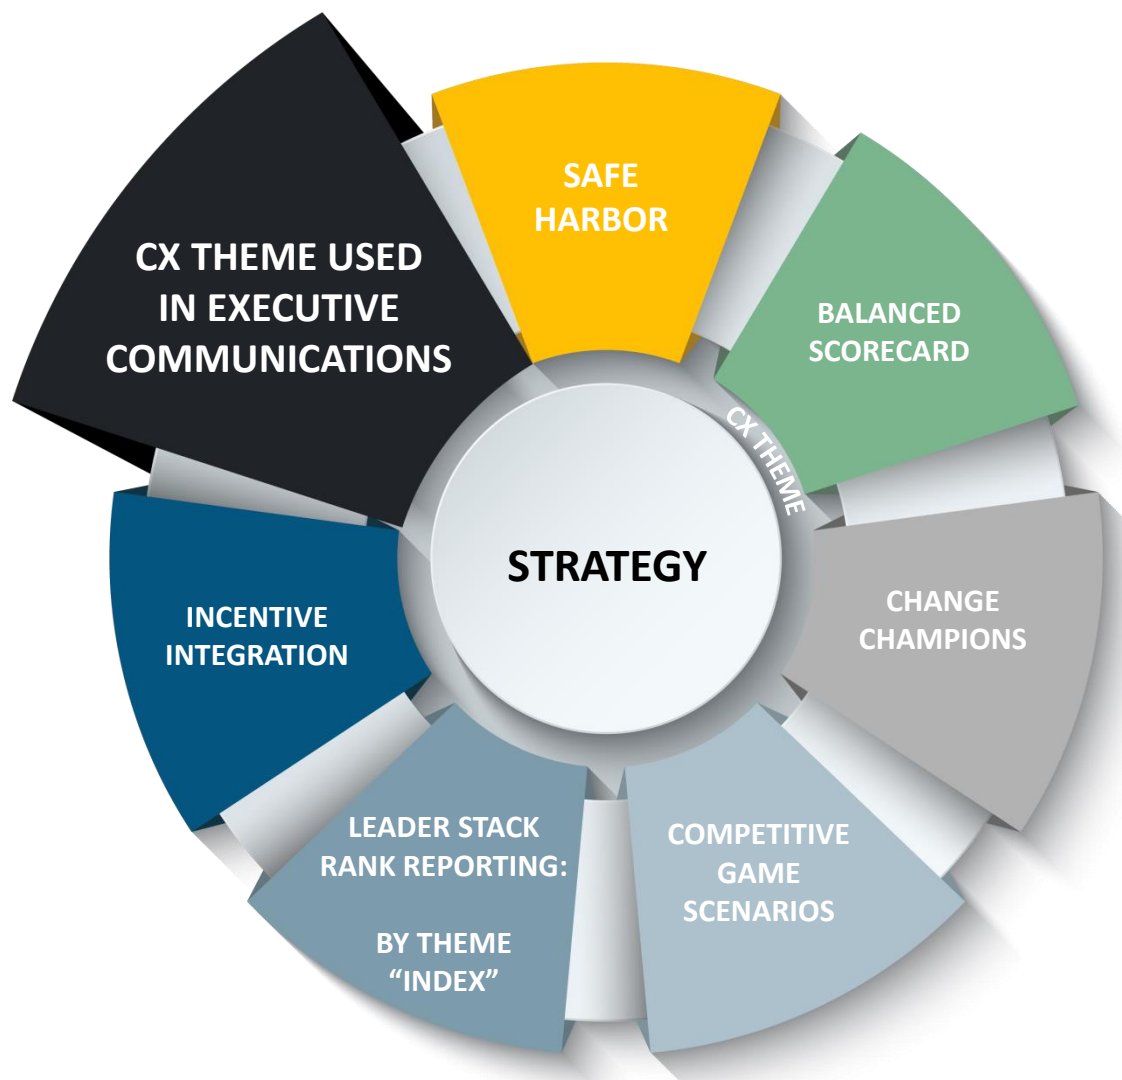 CX THEME USED
IN EXECUTIVE
COMMUNICATIONS
SAFE
HARBOR
BALANCED
SCORECARD
CX THEME
STRATEGY
CHANGE
CHAMPIONS
COMPETITIVE
GAME
SCENARIOS
LEADER STACK
RANK REPORTING:
BY THEME
“INDEX”
INCENTIVE
INTEGRATION